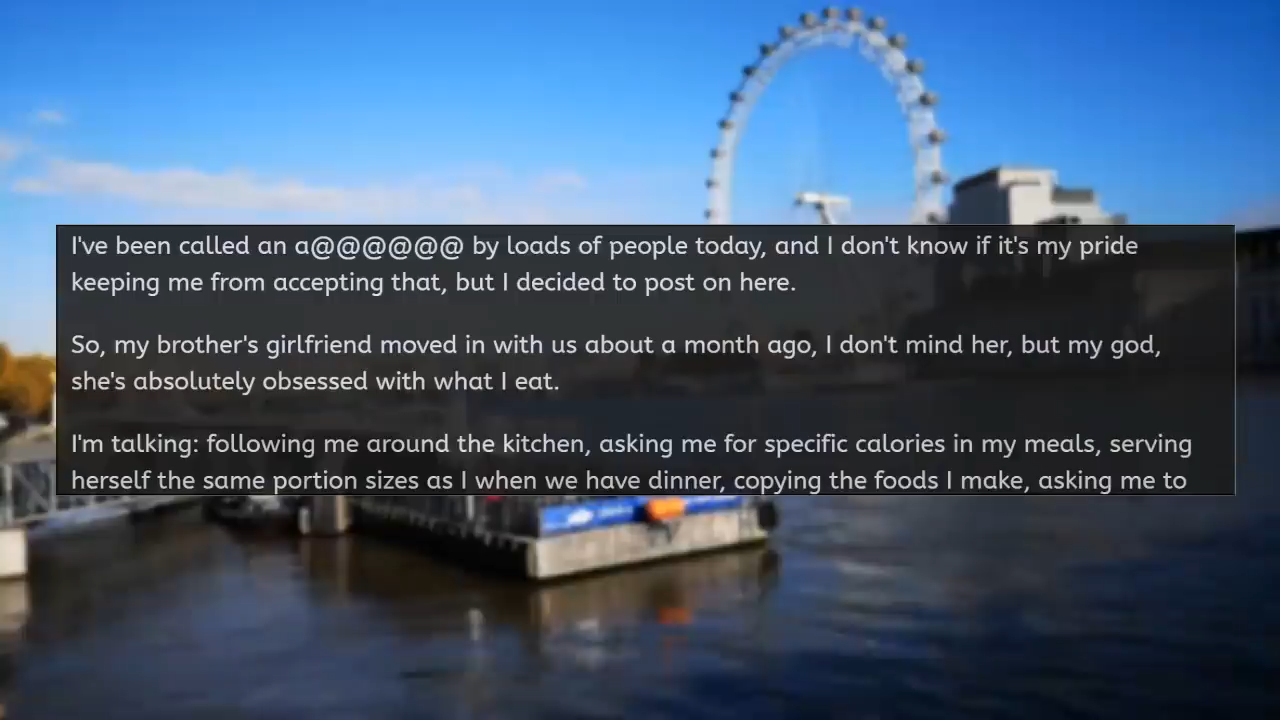 I've been called an a@@@@@@ by loads of people today, and I don't know if it's my pride
keeping me from accepting that, but I decided to post on here.
So, my brother's girlfriend moved in with us about a month ago, I don't mind her, but my god,
she's absolutely obsessed with what I eat.
I'm talking: following me around the kitchen, asking me for specific calories in my meals, serving
herself the same portion sizes as I when we have dinner, copying the foods I make, asking me to